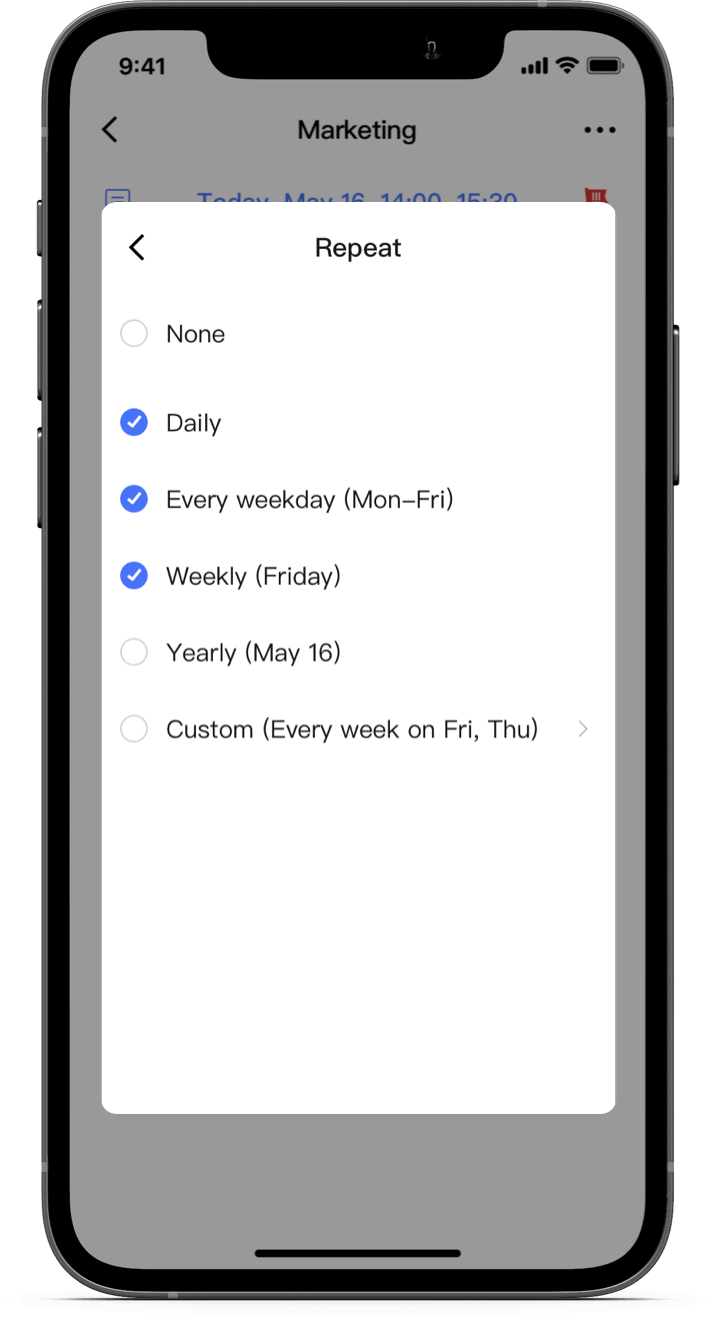 9:41
Marketing
Today, May 16, 14:00-15:30
Repeat
None
Daily
Every weekday (Mon–Fri)
Weekly (Friday)
Yearly (May 16)
Custom (Every week on Fri, Thu)